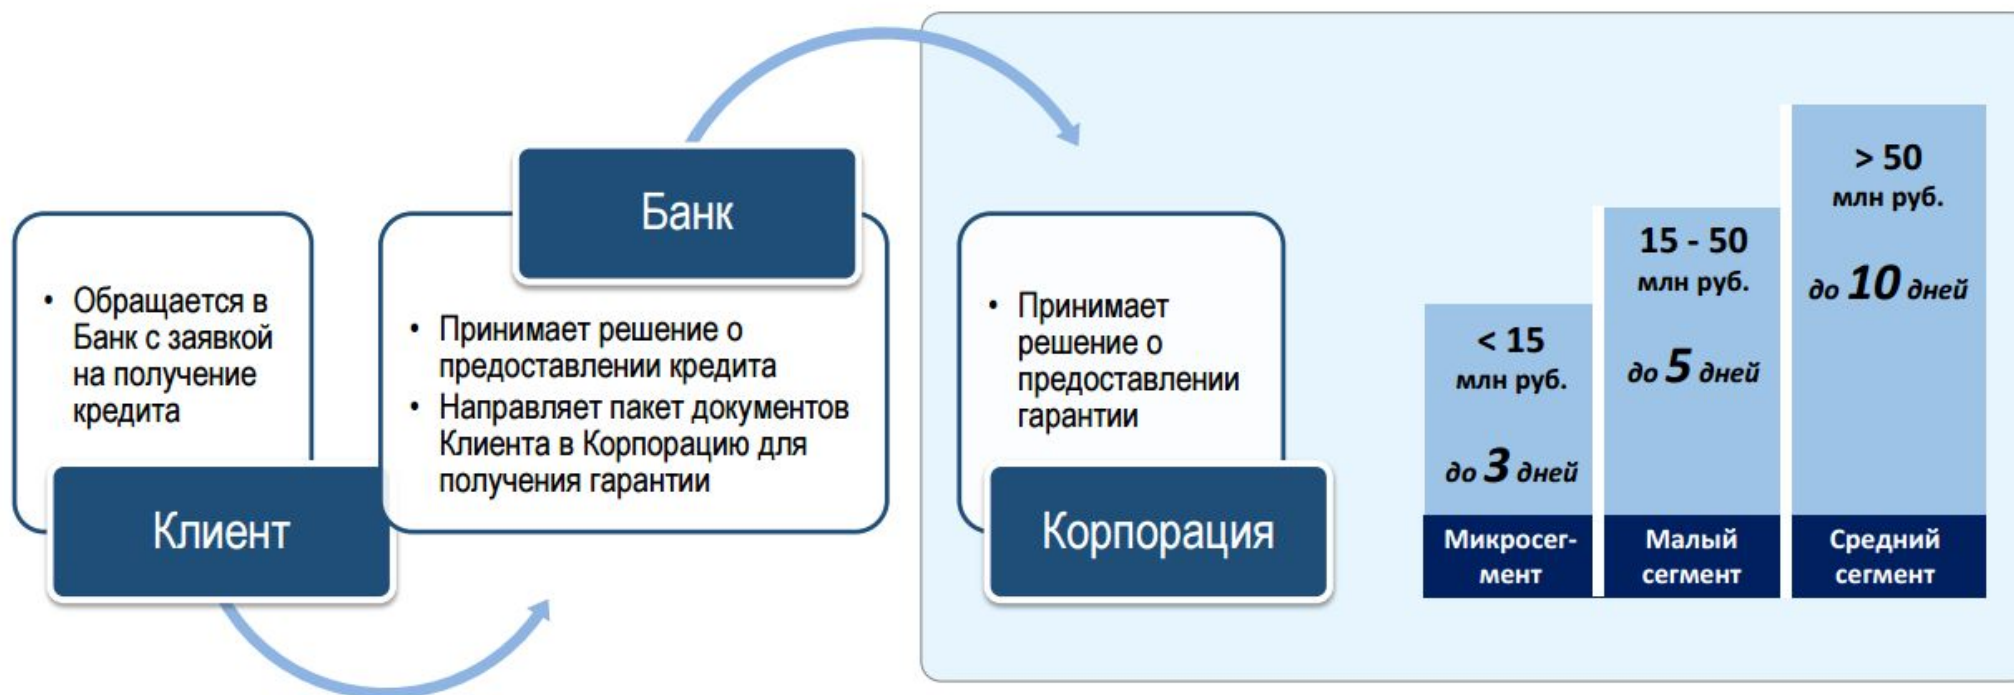 • Обращается в
Банк с заявкой
на получение
кредита
Клиент
Банк
• Принимает решение о
предоставлении кредита
• Направляет пакет документов
Клиента в Корпорацию для
получения гарантии
• Принимает
решение о
предоставлении
гарантии
Корпорация
< 15
млн руб.
до 3 дней
Микросег-
мент
15 - 50
млн руб.
до 5 дней
Малый
сегмент
> 50
млн руб.
до 10 дней
Средний
сегмент